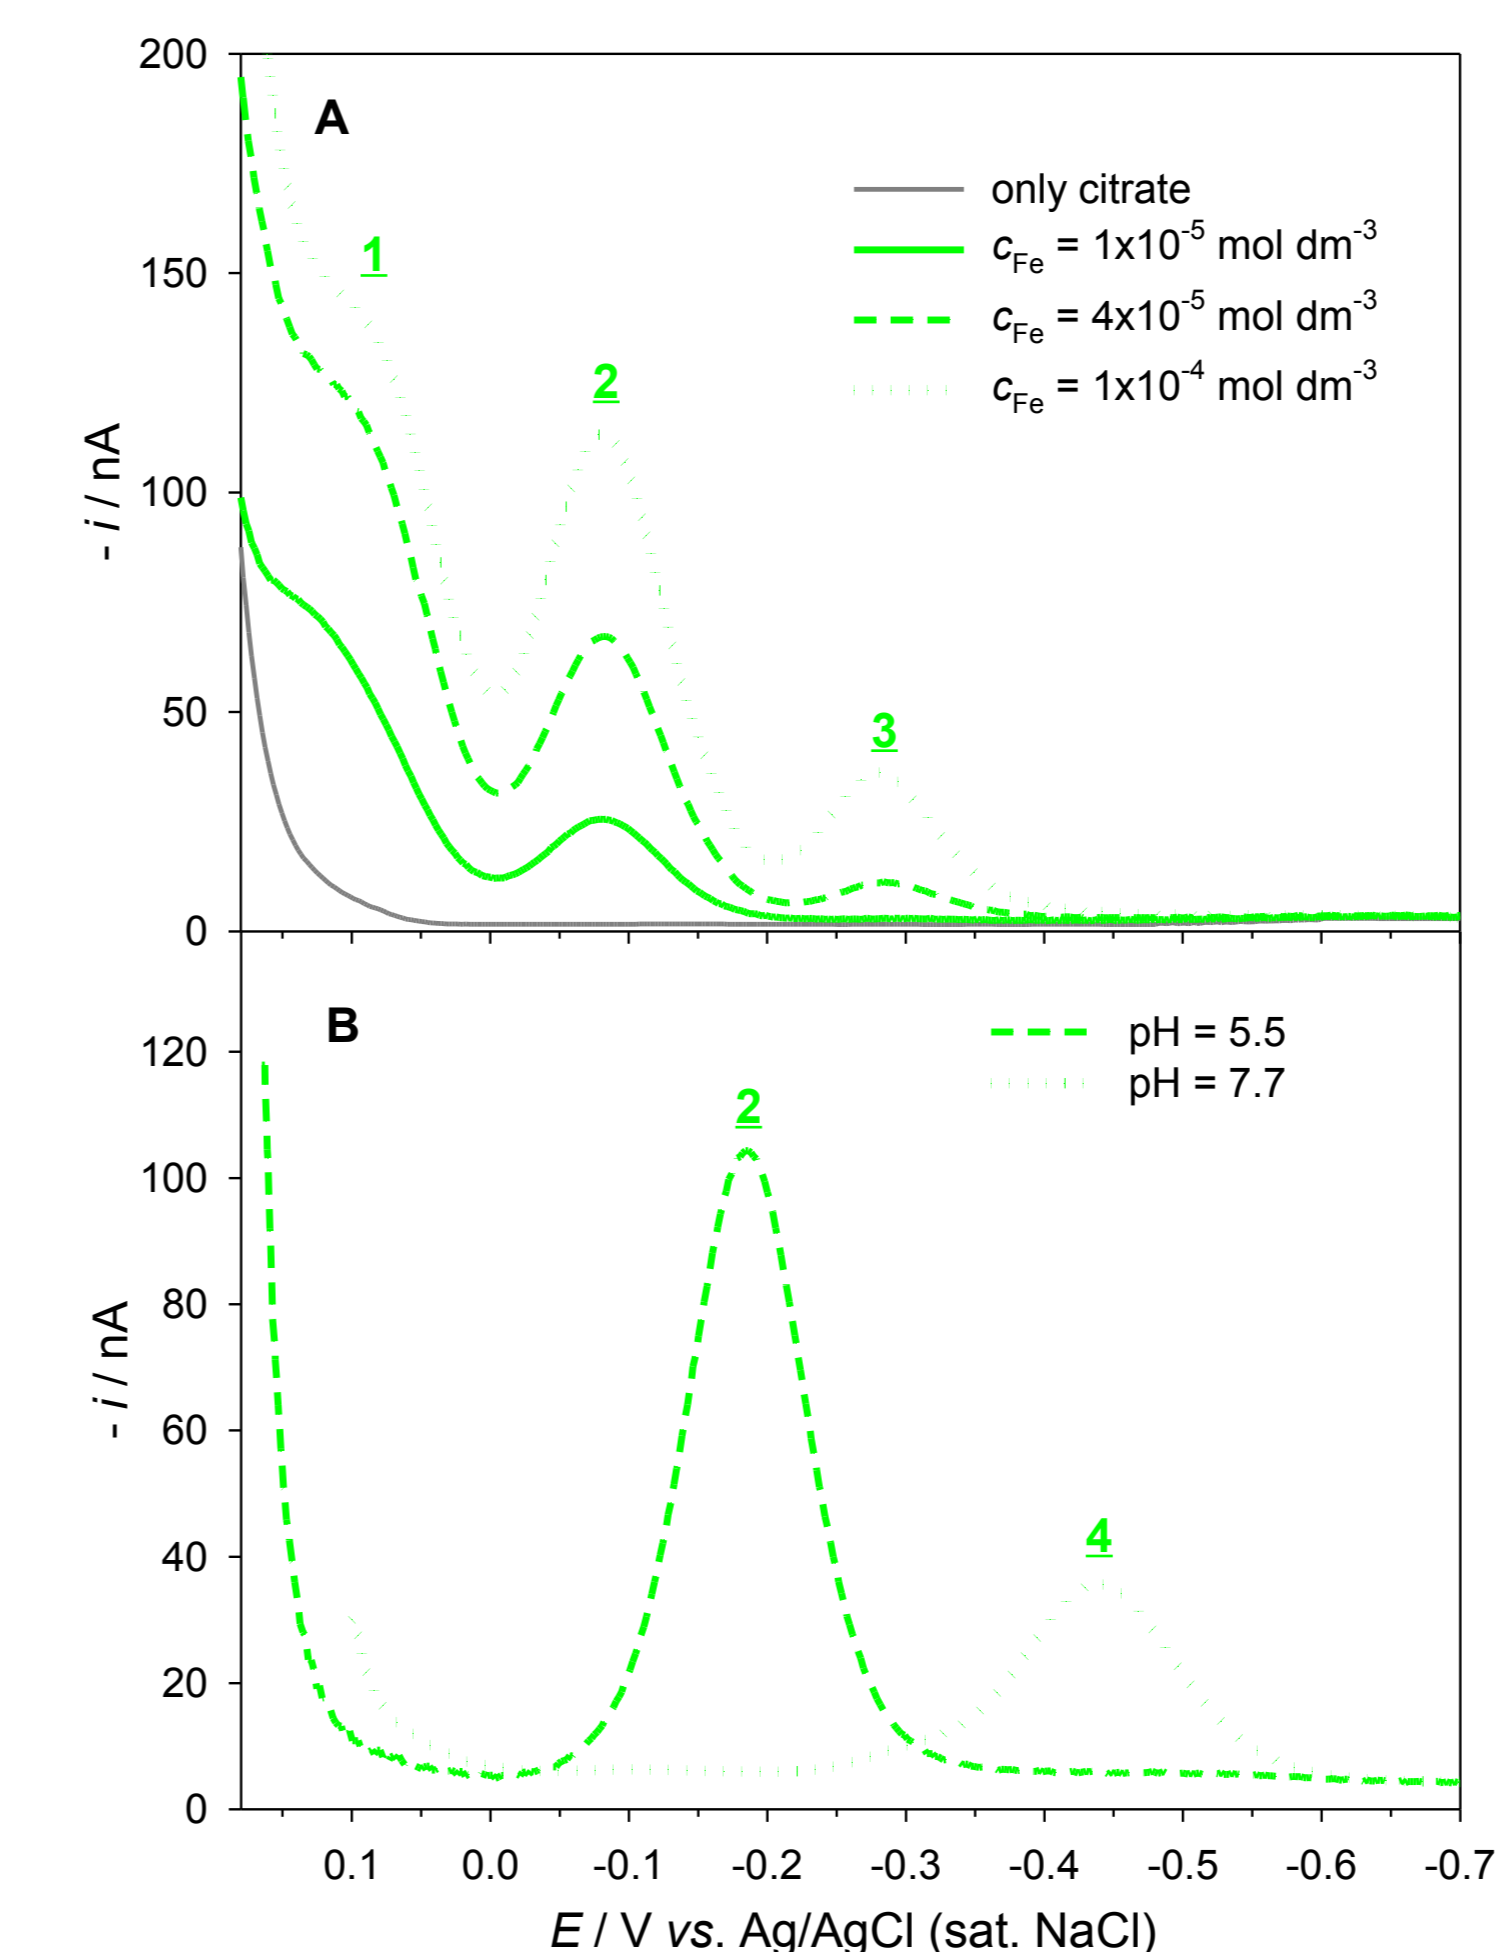 200
A
only citrate
cFe = 1x10-5 mol dm-3
1
150
cFe = 4x10-5 mol dm-3
2
cFe = 1x10-4 mol dm-3
- i / nA
100
50
3
0
B
pH = 5.5
120
pH = 7.7
2
100
80
- i / nA
60
4
40
20
0
0.1 0.0 -0.1 -0.2 -0.3 -0.4 -0.5 -0.6 -0.7
E / V vs. Ag/AgCl (sat. NaCl)